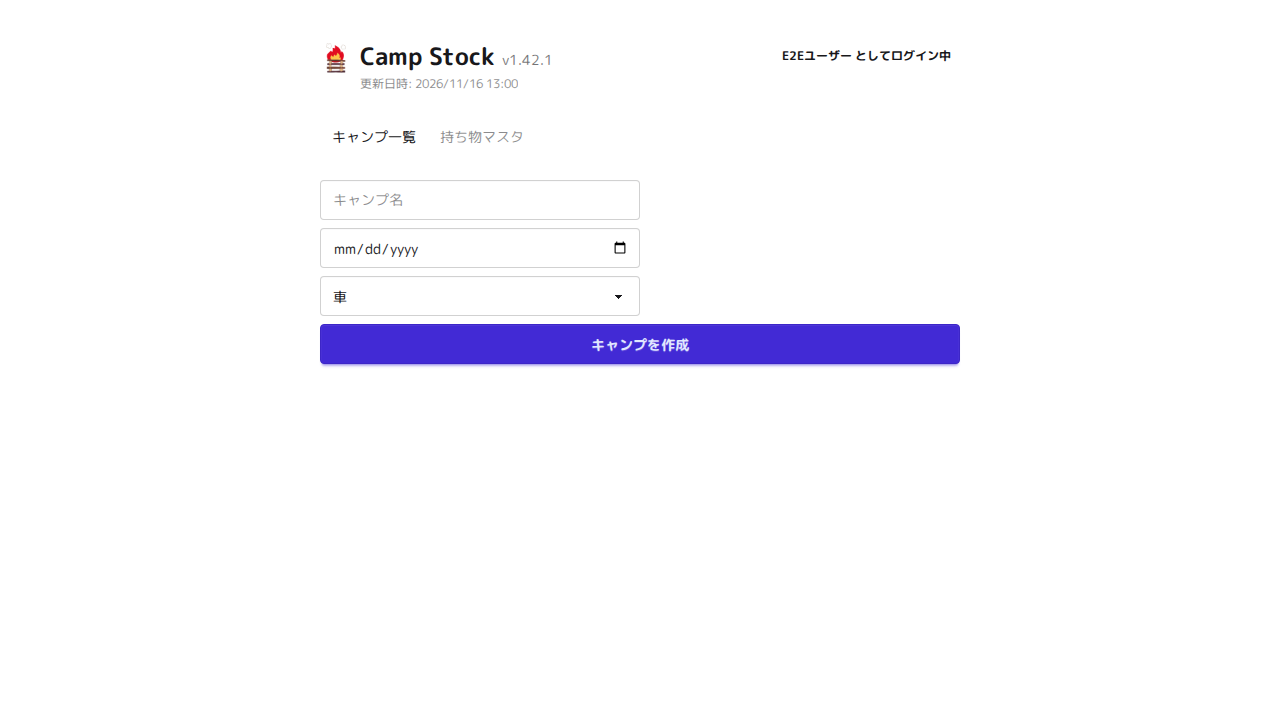 Camp Stock v1.42.1
E2Eユーザー としてログイン中
更新日時: 2026/11/16 13:00
キャンプ一覧 持ち物マスタ
キャンプ名
mm/dd/yyyy
車
キャンプを作成